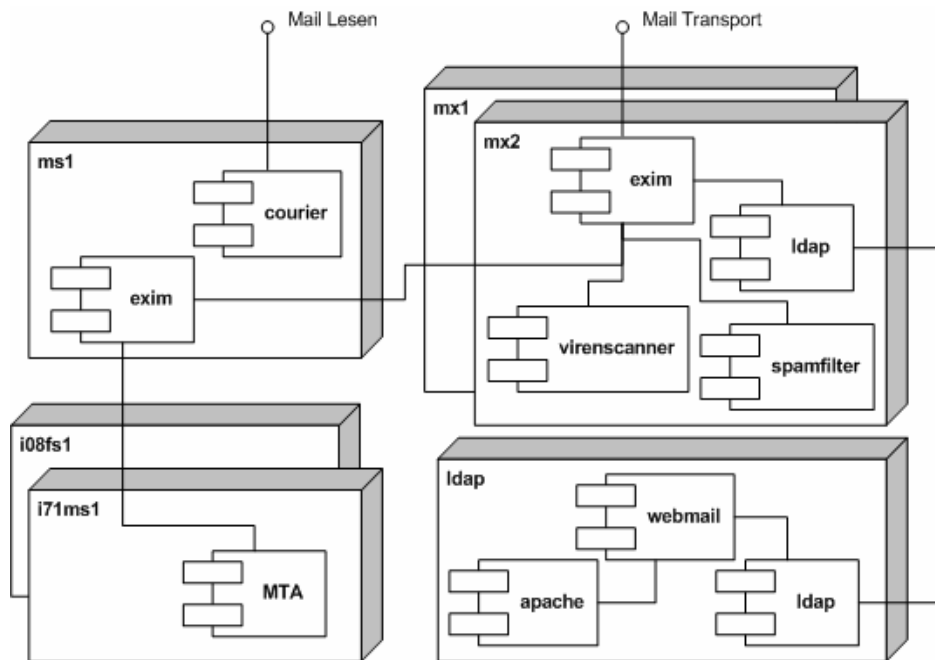 Mail Lesen
Mail Transport
mx1
mx2
exim
ldap
virenscanner
spamfilter
ms1
courier
exim
i08fs1
i71ms1
MTA
ldap
webmail
apache
ldap